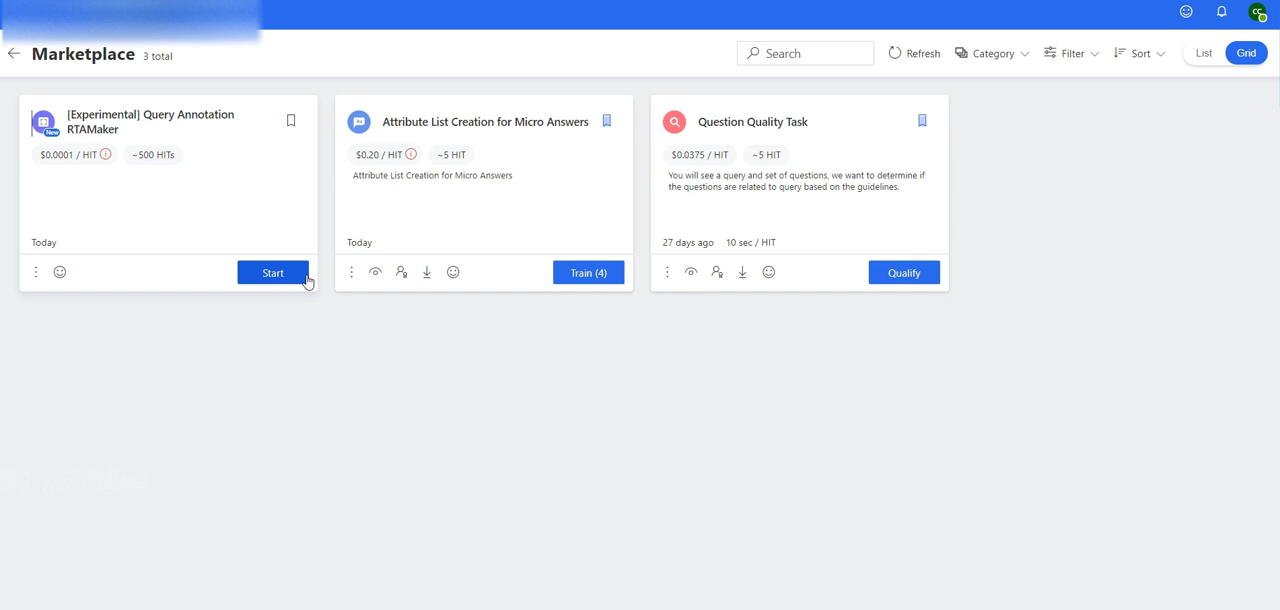 CC
Marketplace 3 total
Search
Refresh
Category
Filter
Sort
List
Grid
[Experimental] Query Annotation
RTAMaker
New
$0.0001 / HIT
~500 HITs
Today
Start
Attribute List Creation for Micro Answers
$0.20 / HIT
~5 HIT
Attribute List Creation for Micro Answers
Today
Train (4)
Question Quality Task
$0.0375 / HIT
~5 HIT
You will see a query and set of questions, we want to determine if
the questions are related to query based on the guidelines.
27 days ago 10 sec / HIT
Qualify